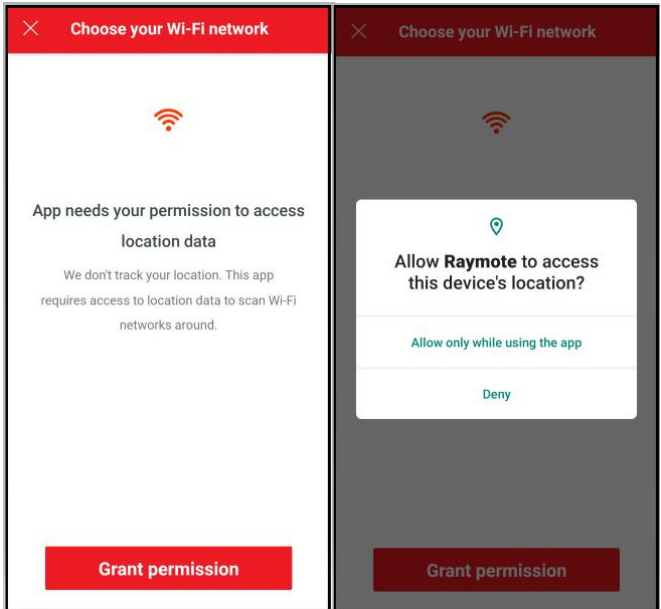 Choose your Wi-Fi network
App needs your permission to access
location data
We don't track your location. This app
requires access to location data to scan Wi-Fi
networks around.
Grant permission
Choose your Wi-Fi network
Allow Raymote to access
this device's location?
Allow only while using the app
Deny
Grant permission